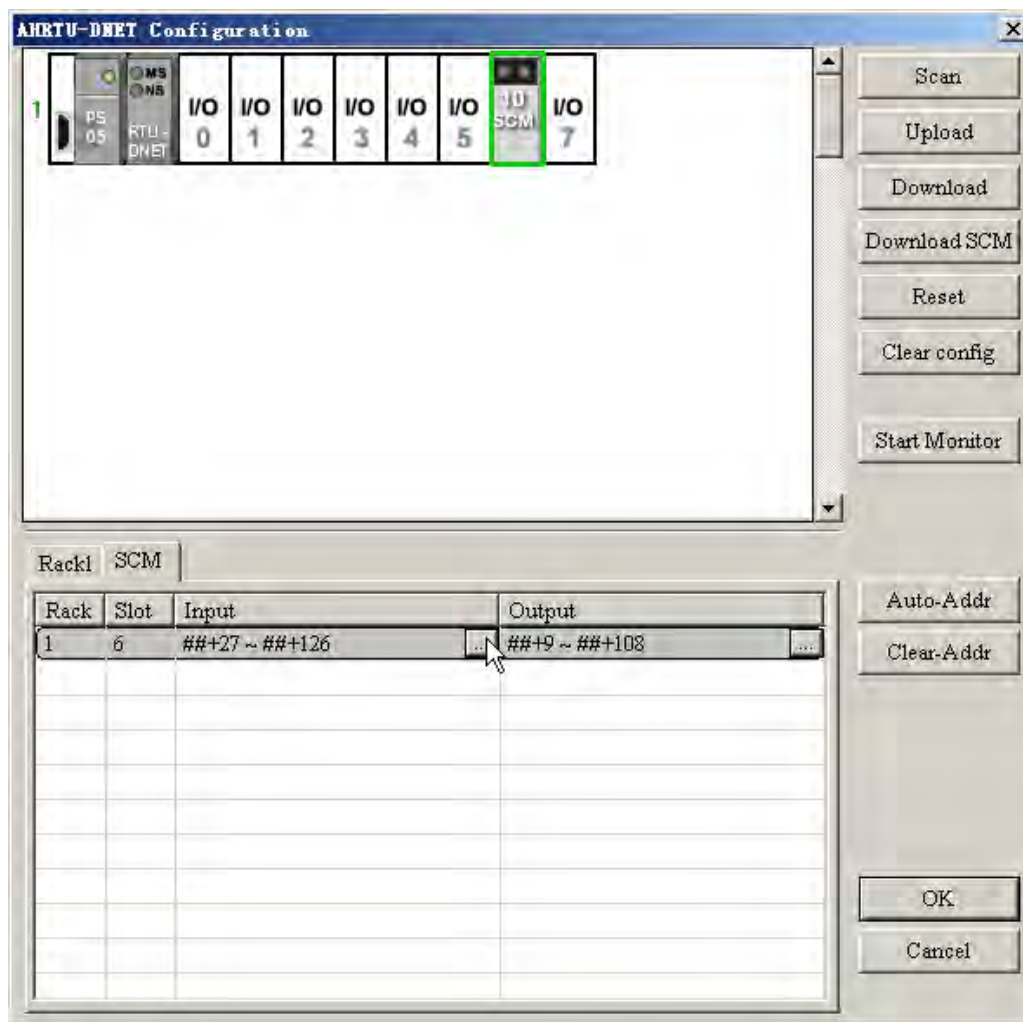 AHRTU-DNET Configuration
1
PS
05
MS
NS
RTU-
DNET
I/O
0
I/O
1
I/O
2
I/O
3
I/O
4
I/O
5
10
SCM
I/O
7
Scan
Upload
Download
Download SCM
Reset
Clear config
Start Monitor
Rack1 SCM
Rack Slot Input Output
1 6 ##+27 ~ ##+126 ... ##+9 ~ ##+108 ...
Auto-Addr
Clear-Addr
OK
Cancel